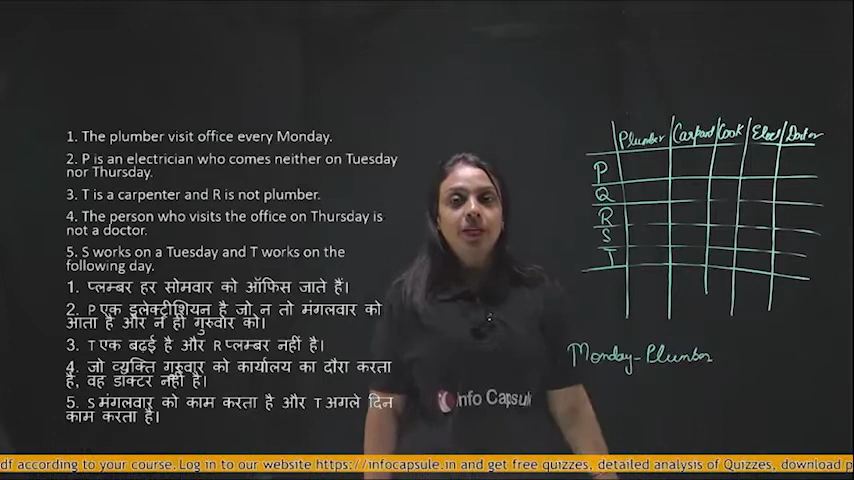 1. The plumber visit office every Monday.
2. P is an electrician who comes neither on Tuesday
nor Thursday.
3. T is a carpenter and R is not plumber.
4. The person who visits the office on Thursday is
not a doctor.
5. S works on a Tuesday and T works on the
following day.
1. प्लम्बर हर सोमवार को ऑफिस जाते हैं।
2. P एक इलेक्ट्रीशियन है जो न तो मंगलवार को
आता है और न ही गुरुवार को।
3. T एक बढ़ई है और R प्लम्बर नहीं है।
4. जो व्यक्ति गुरुवार को कार्यालय का दौरा करता
है, वह डॉक्टर नहीं है।
5. S मंगलवार को काम करता है और T अगले दिन
काम करता है।
Plumber Cook Elect Doctor
P
Q
R
S
T
Monday-Plumber
Info Capsule
df according to your course. Log in to our website https://infocapsule.in and get free quizzes, detailed analysis of Quizzes, download p